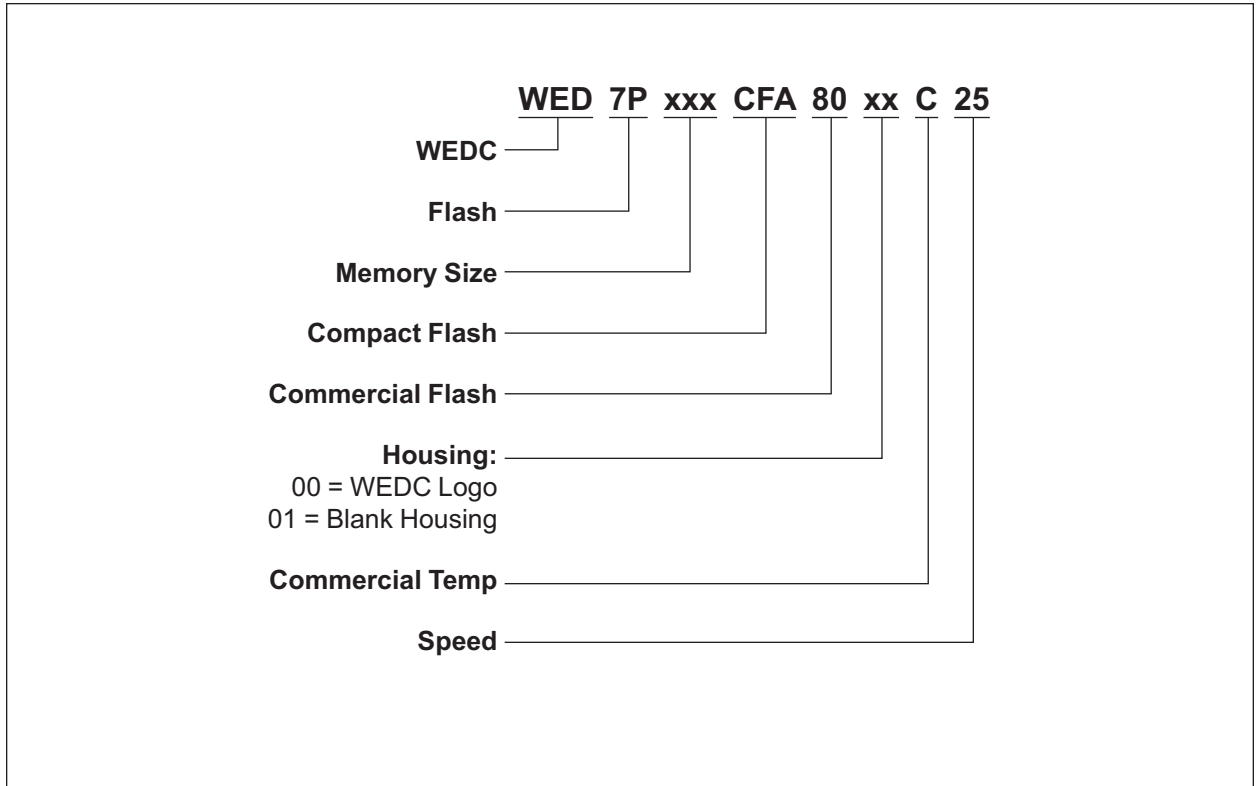 WED 7P xxx CFA 80 xx C 25
WEDC
Flash
Memory Size
Compact Flash
Commercial Flash
Housing:
00 = WEDC Logo
01 = Blank Housing
Commercial Temp
Speed